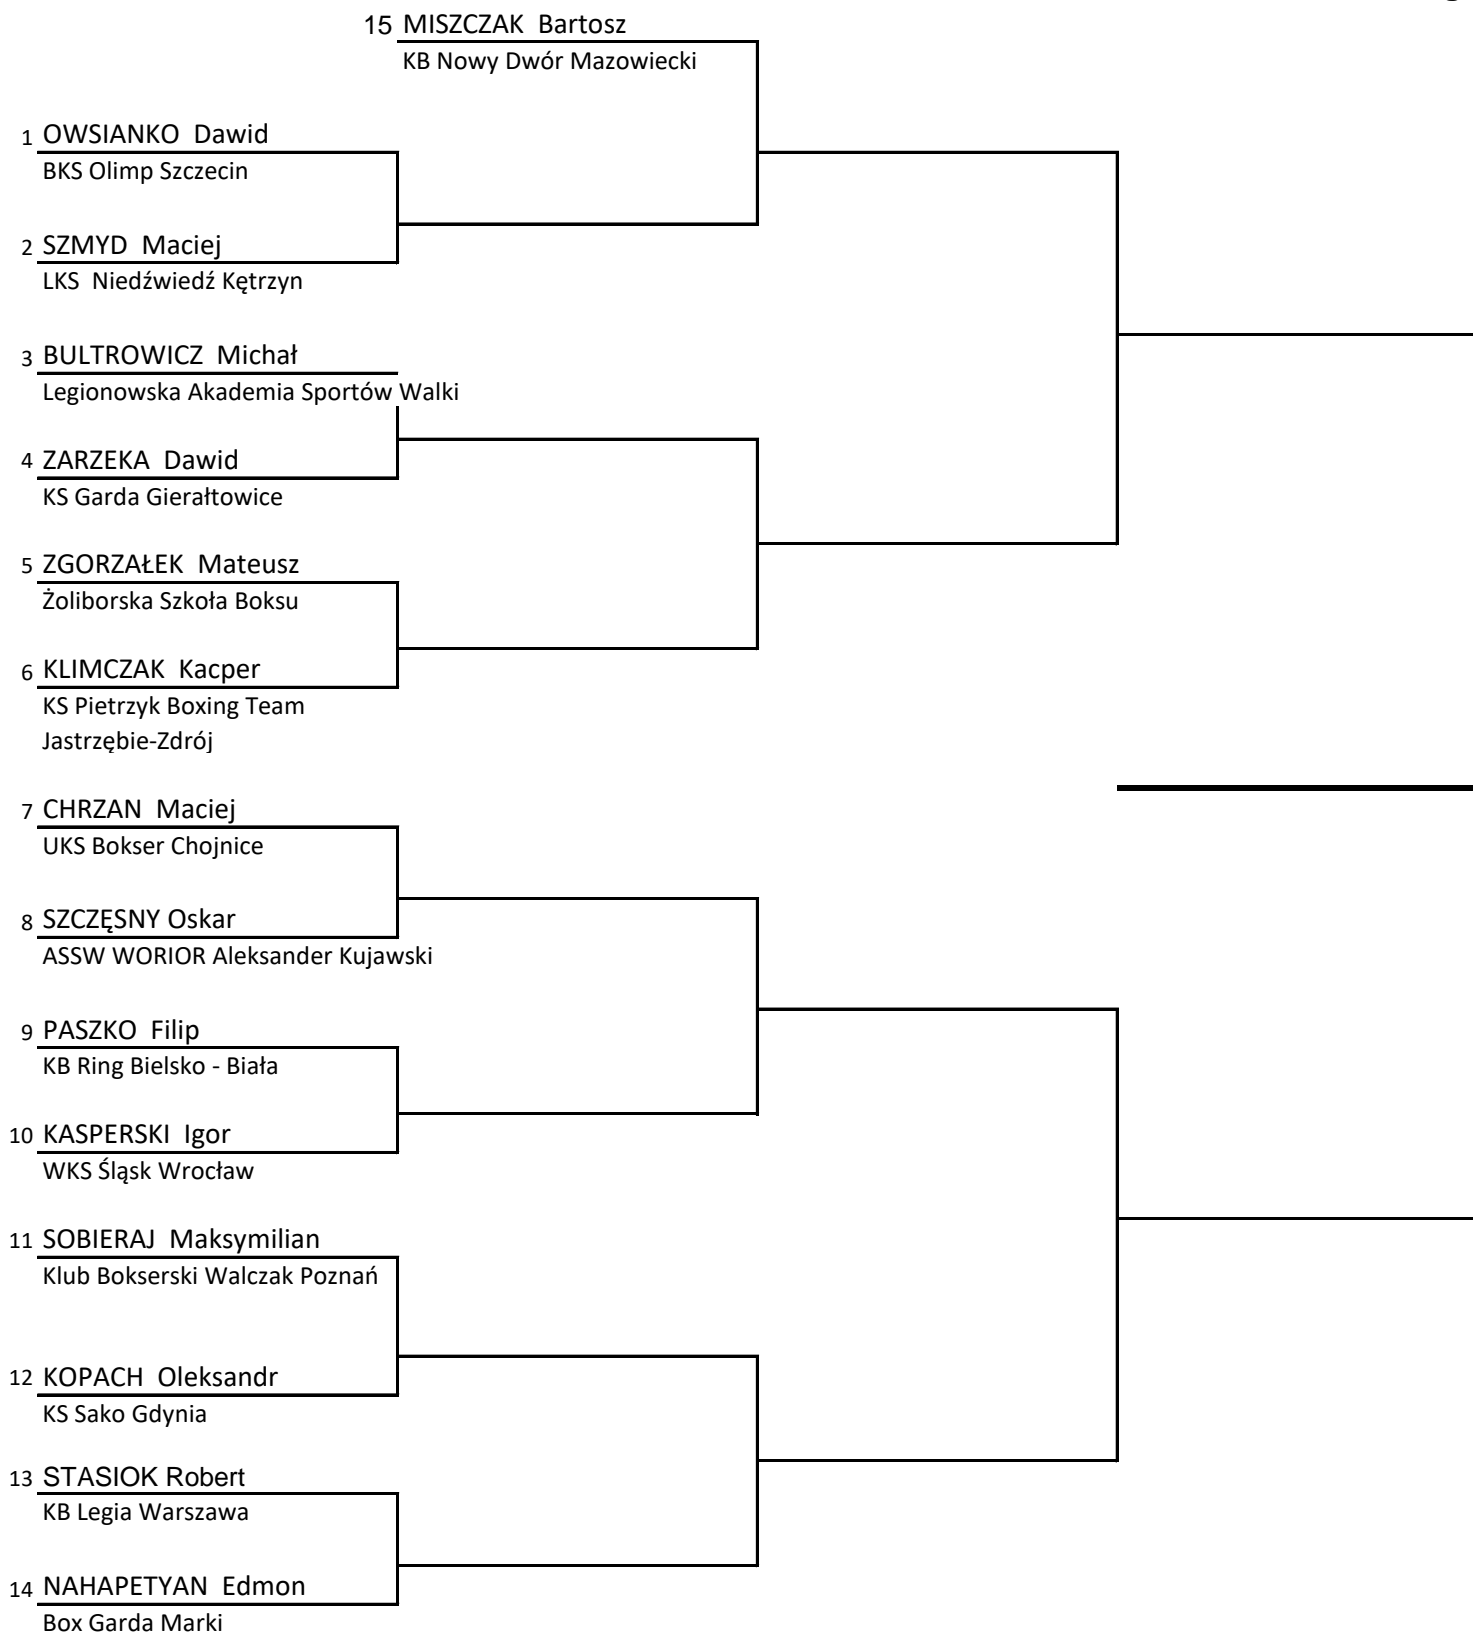 15 MISZCZAK Bartosz
KB Nowy Dwór Mazowiecki
1 OWSIANKO Dawid
BKS Olimp Szczecin
2 SZMYD Maciej
LKS Niedźwiedź Kętrzyn
3 BULTROWICZ Michał
Legionowska Akademia Sportów Walki
4 ZARZEKA Dawid
KS Garda Gierałtowice
5 ZGORZAŁEK Mateusz
Żoliborska Szkoła Boksu
6 KLIMCZAK Kacper
KS Pietrzyk Boxing Team
Jastrzębie-Zdrój
7 CHRZAN Maciej
UKS Bokser Chojnice
8 SZCZĘSNY Oskar
ASSW WORIOR Aleksander Kujawski
9 PASZKO Filip
KB Ring Bielsko - Biała
10 KASPERSKI Igor
WKS Śląsk Wrocław
11 SOBIERAJ Maksymilian
Klub Bokserski Walczak Poznań
12 KOPACH Oleksandr
KS Sako Gdynia
13 STASIOK Robert
KB Legia Warszawa
14 NAHAPETYAN Edmon
Box Garda Marki